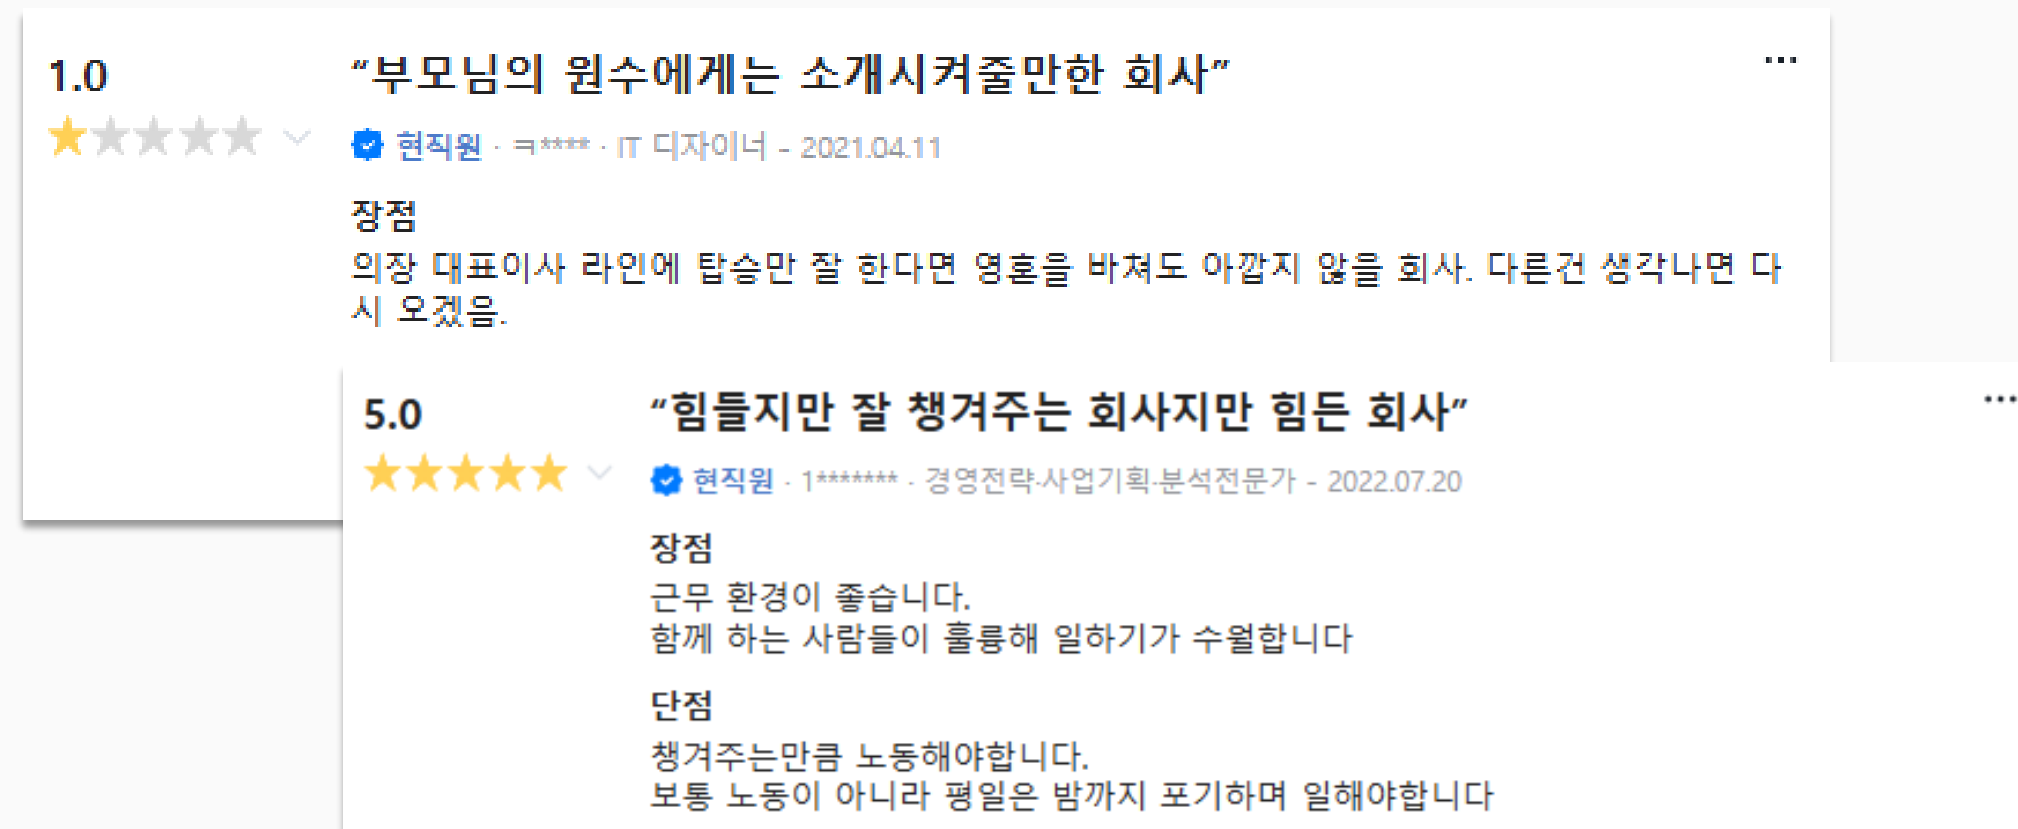 1.0
“부모님의 원수에게는 소개시켜줄만한 회사”
현직원 · ㅋ**** · IT 디자이너 - 2021.04.11
장점
의장 대표이사 라인에 탑승만 잘 한다면 영혼을 바쳐도 아깝지 않을 회사. 다른건 생각나면 다
시 오겠음.
5.0
“힘들지만 잘 챙겨주는 회사지만 힘든 회사”
현직원 · 1******* · 경영전략·사업기획·분석전문가 - 2022.07.20
장점
근무 환경이 좋습니다.
함께 하는 사람들이 훌륭해 일하기가 수월합니다
단점
챙겨주는만큼 노동해야합니다.
보통 노동이 아니라 평일은 밤까지 포기하며 일해야합니다